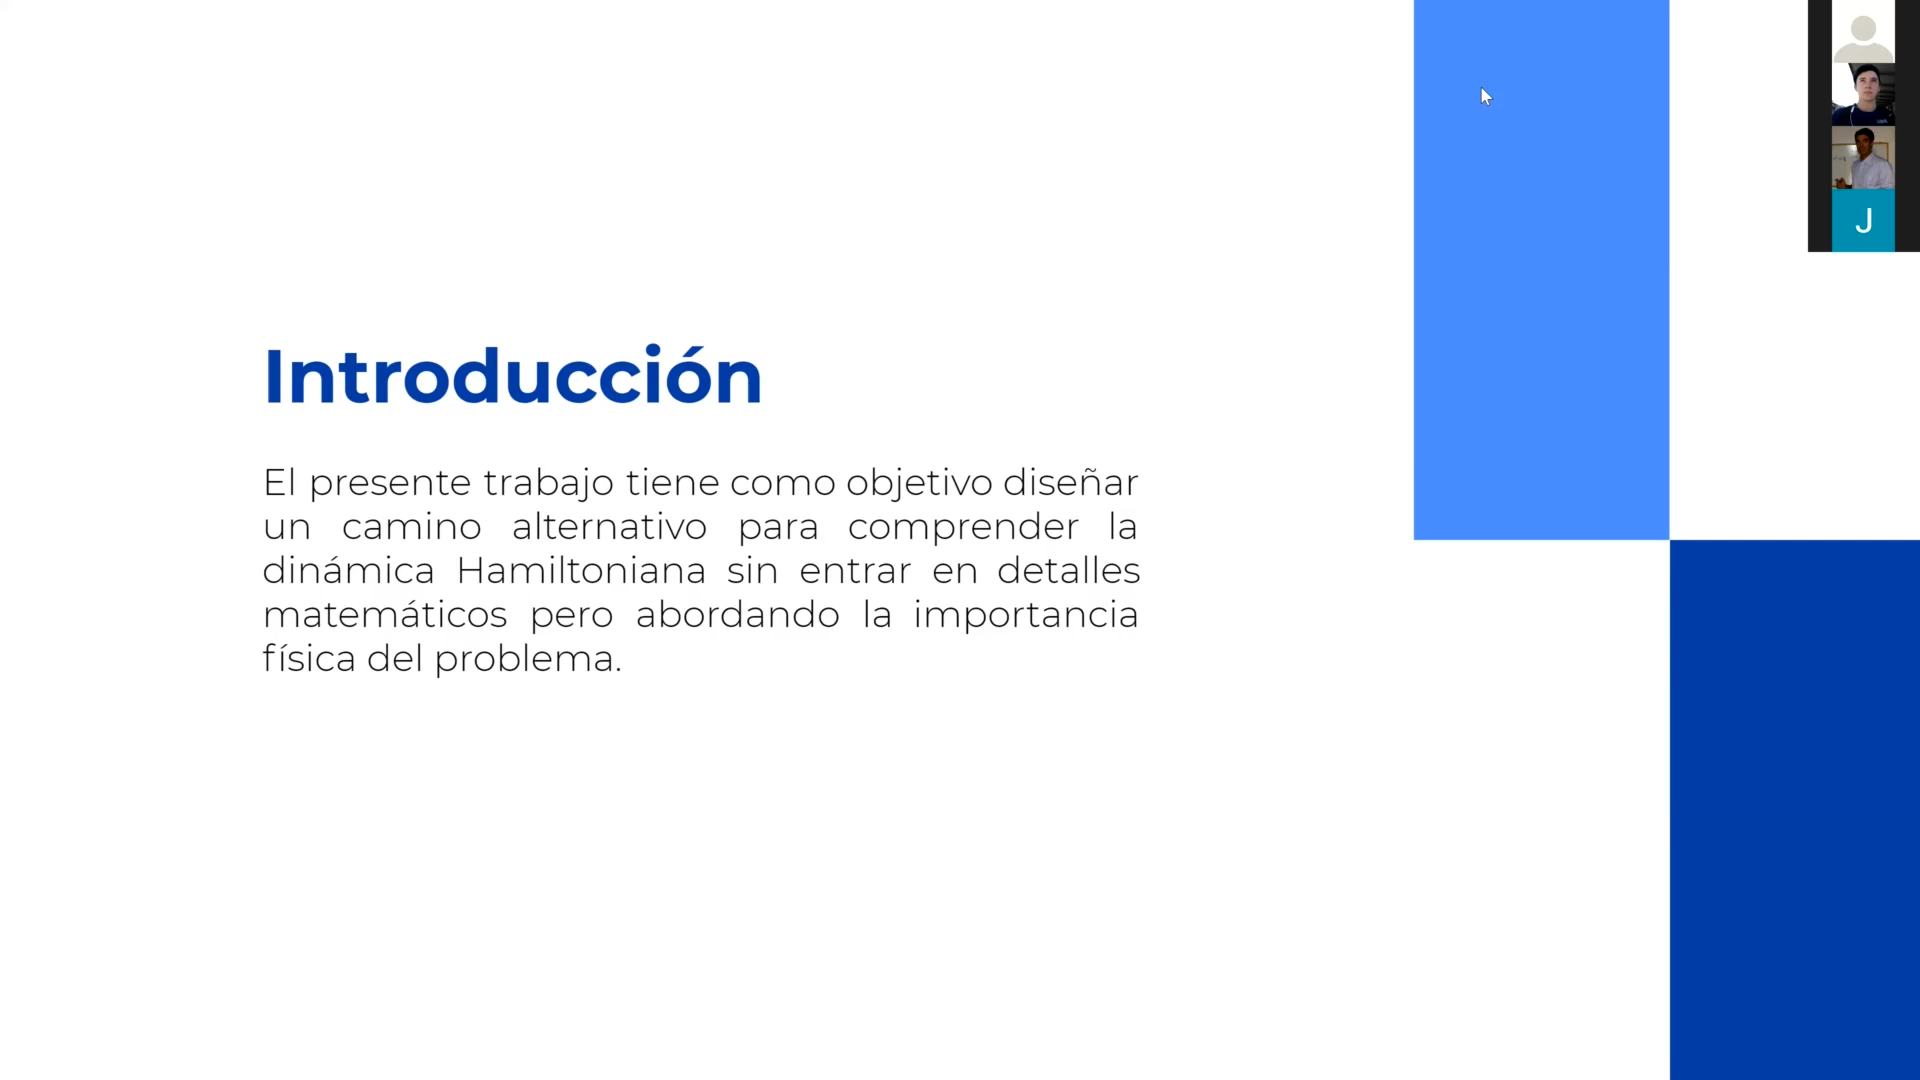 Introducción
El presente trabajo tiene como objetivo diseñar
un camino alternativo para comprender la
dinámica Hamiltoniana sin entrar en detalles
matemáticos pero abordando la importancia
física del problema.
J